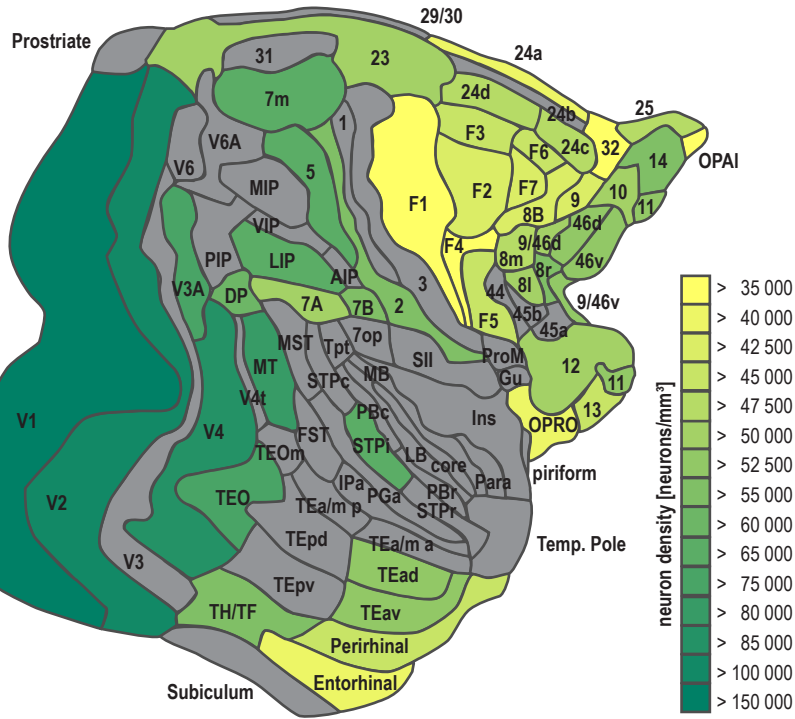 29/30
Prostriate
24a
31
23
7m
24d
24b
25
1
F3
24c
32
V6A
F6
14
OPAI
V6
5
MIP
F1
F2
F7
9
10
11
8B
VIP
F4
9/46d
46d
PIP
LIP
AIP
8m
8r
46v
V3A
DP
3
44
8l
9/46v
7A
7B
2
F5
45b
45a
MST
7op
Tpt
SII
ProM
12
MT
STPc
MB
Gu
11
V1
V4t
PBc
Ins
13
V4
FST
STPi
OPRO
TEOm
LB
core
piriform
IPa
Para
TEO
PGa
PBr
V2
TEa/m p
STPr
TEpd
TEa/m a
Temp. Pole
V3
TEad
TEpv
TH/TF
TEav
Perirhinal
Entorhinal
Subiculum
neuron density [neurons/mm³]
> 35 000
> 40 000
> 42 500
> 45 000
> 47 500
> 50 000
> 52 500
> 55 000
> 60 000
> 65 000
> 75 000
> 80 000
> 85 000
> 100 000
> 150 000